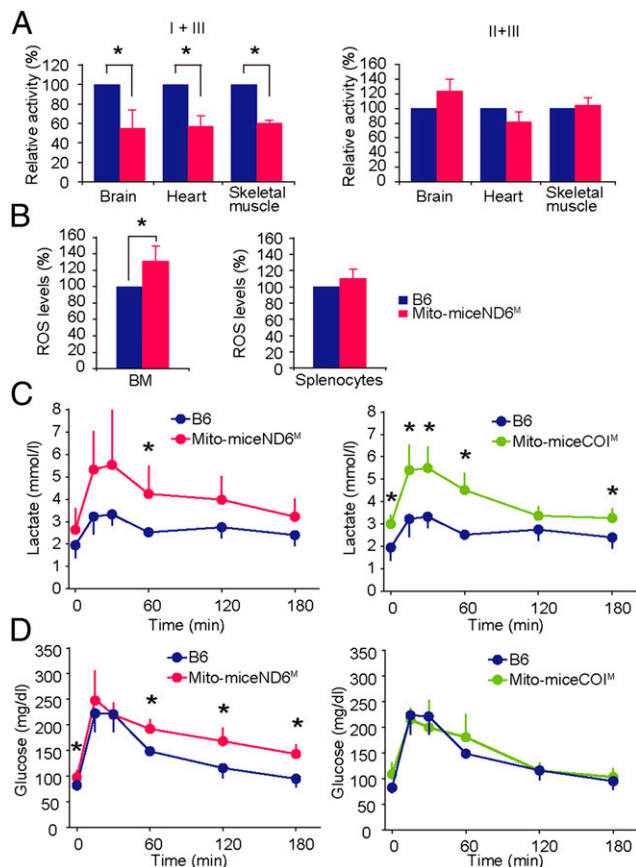 A
I + III
II+III
*
*
*
Relative activity (%)
120
100
80
60
40
20
0
Brain
Heart
Skeletal
muscle
Relative activity (%)
160
140
120
100
80
60
40
20
0
Brain
Heart
Skeletal
muscle
B
*
ROS levels (%)
160
140
120
100
80
60
40
20
0
BM
ROS levels (%)
140
120
100
80
60
40
20
0
Splenocytes
B6
Mito-miceND6ᴹ
C
B6
Mito-miceND6ᴹ
*
Lactate (mmol/l)
8
7
6
5
4
3
2
1
0
0
60
120
180
Time (min)
B6
Mito-miceCOIᴹ
*
*
*
*
*
Lactate (mmol/l)
8
7
6
5
4
3
2
1
0
0
60
120
180
Time (min)
D
B6
Mito-miceND6ᴹ
*
*
*
*
Glucose (mg/dl)
350
300
250
200
150
100
50
0
0
60
120
180
Time (min)
B6
Mito-miceCOIᴹ
Glucose (mg/dl)
350
300
250
200
150
100
50
0
0
60
120
180
Time (min)